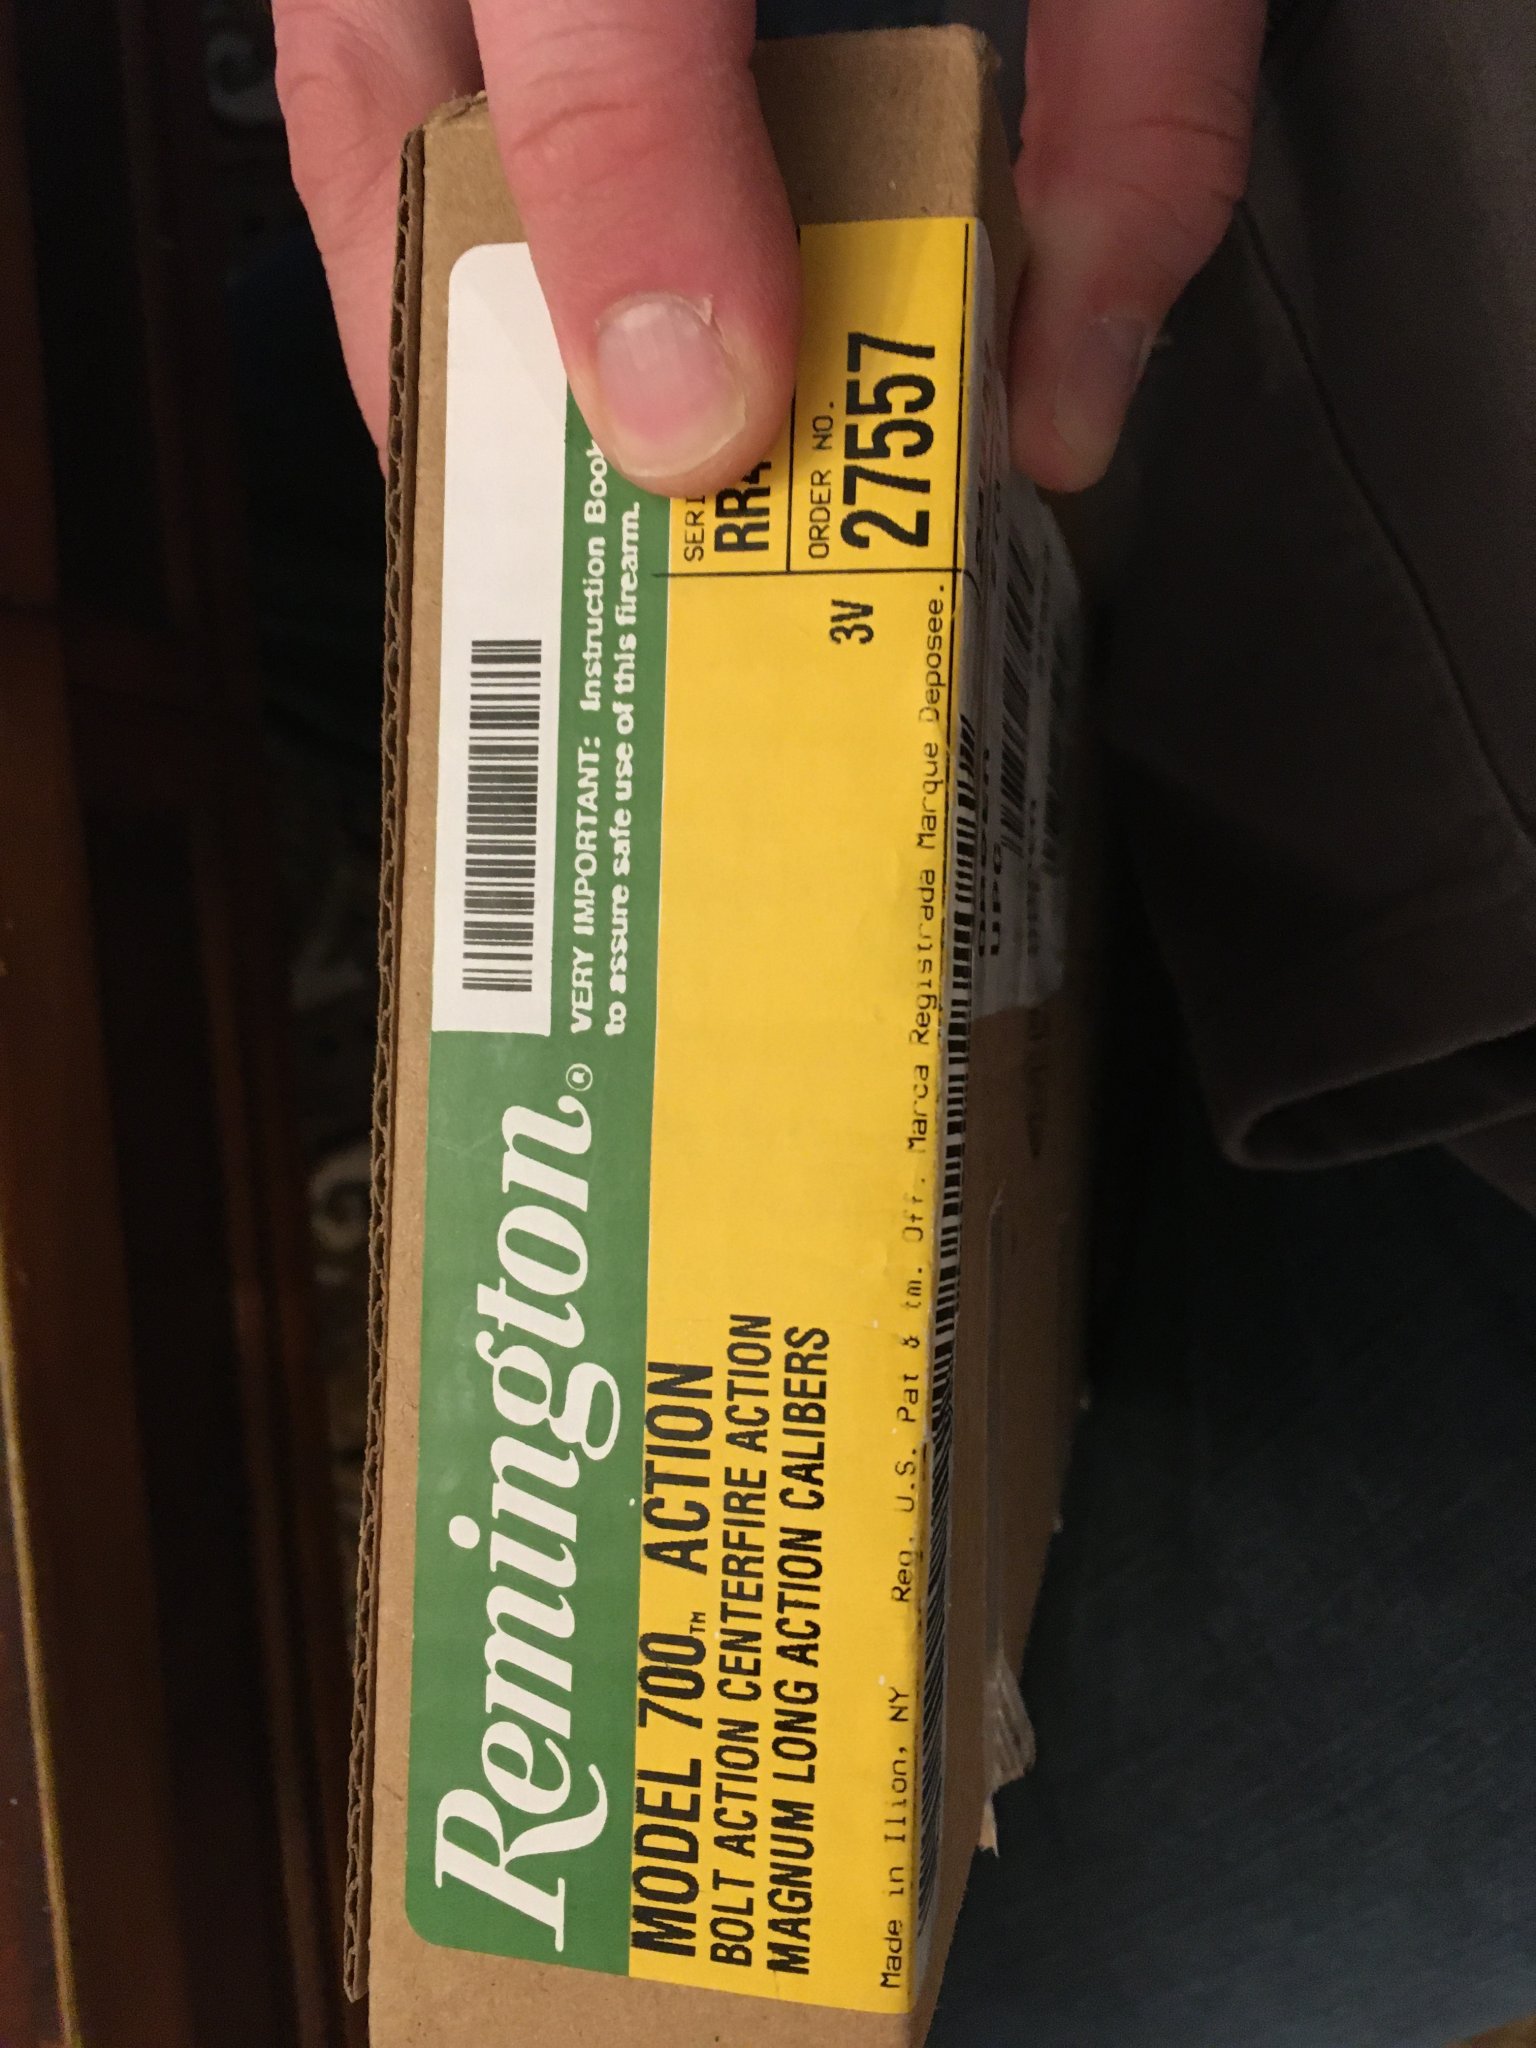 Remington®
VERY IMPORTANT: Instruction Book
to assure safe use of this firearm.
MODEL 700™ ACTION
BOLT ACTION CENTERFIRE ACTION
MAGNUM LONG ACTION CALIBERS
SERI
RR4
ORDER NO.
27557
3V
Made in Ilion, NY Reg. U.S. Pat & tm. Off. Marca Registrada Marque Deposee.
UPC